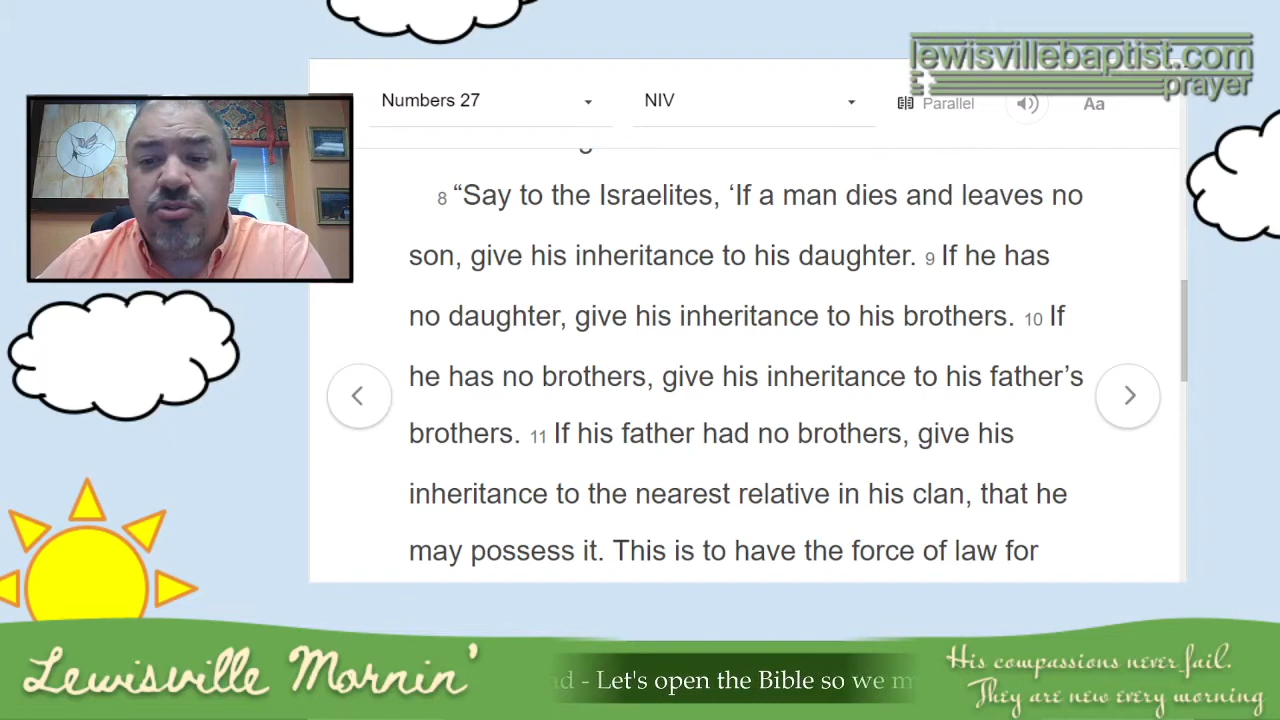 lewisvillebaptist.com
prayer
Numbers 27
NIV
Parallel
Aa
8 “Say to the Israelites, ‘If a man dies and leaves no
son, give his inheritance to his daughter. 9 If he has
no daughter, give his inheritance to his brothers. 10 If
he has no brothers, give his inheritance to his father’s
brothers. 11 If his father had no brothers, give his
inheritance to the nearest relative in his clan, that he
may possess it. This is to have the force of law for
Lewisville Mornin'
- Let's open the Bible so we
His compassions never fail.
They are new every morning